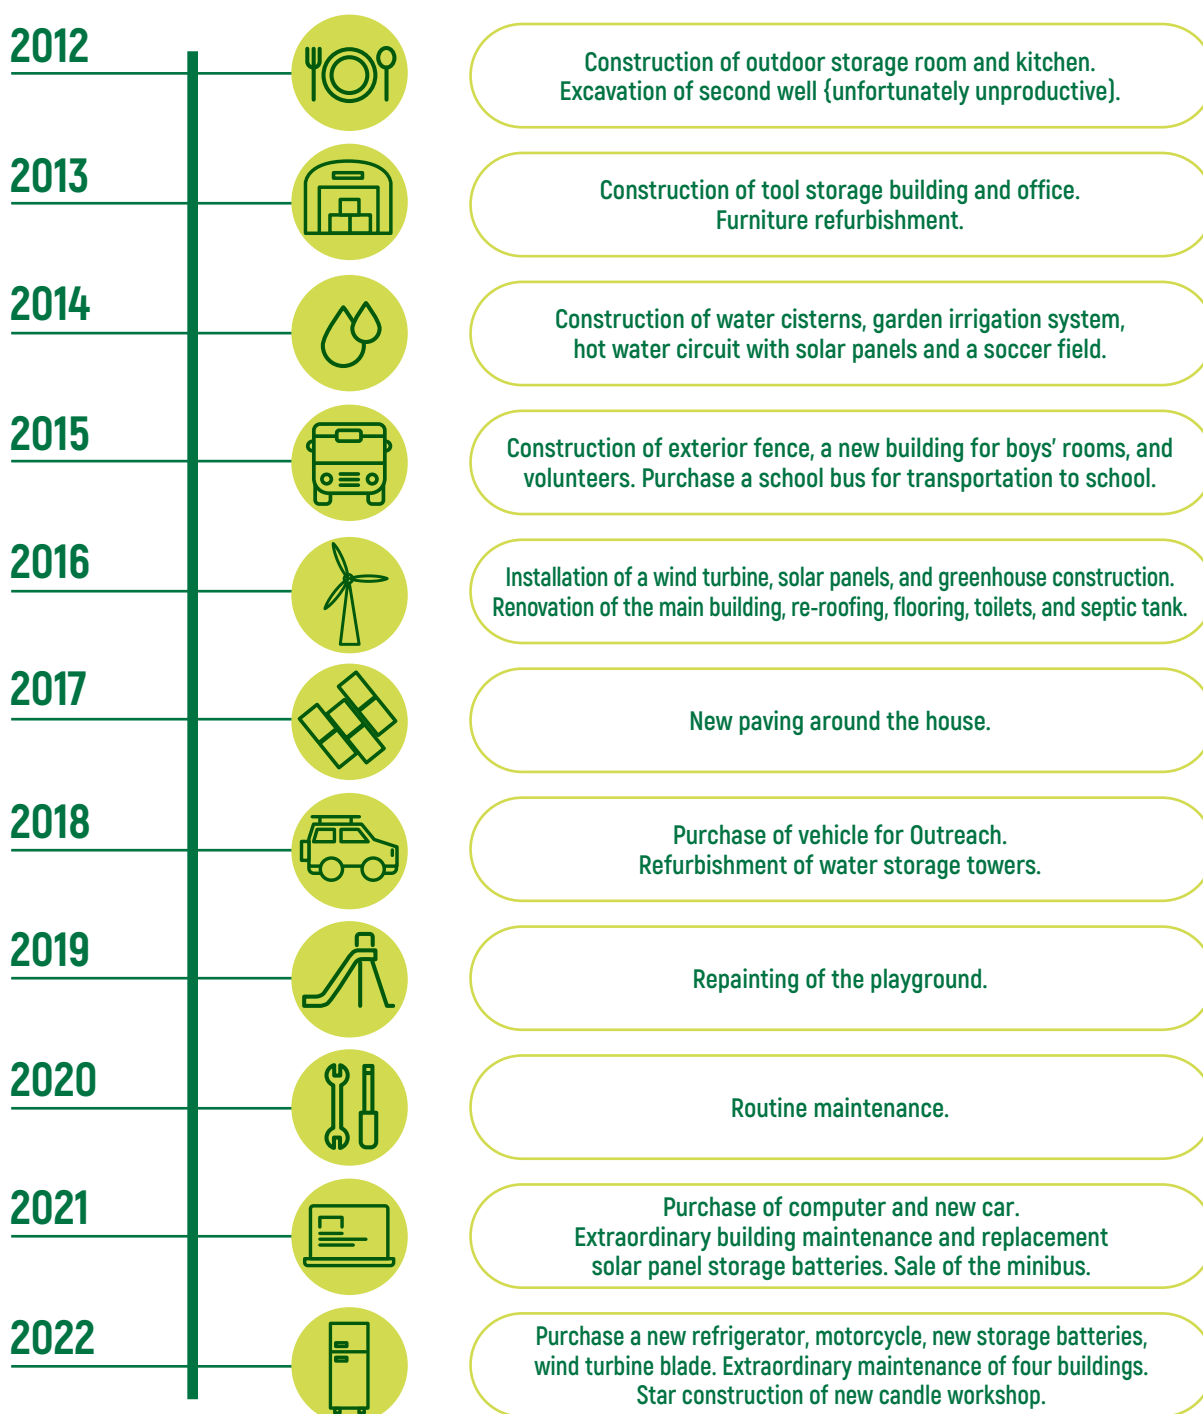 2012
Construction of outdoor storage room and kitchen.
Excavation of second well {unfortunately unproductive).
2013
Construction of tool storage building and office.
Furniture refurbishment.
2014
Construction of water cisterns, garden irrigation system,
hot water circuit with solar panels and a soccer field.
2015
Construction of exterior fence, a new building for boys' rooms, and
volunteers. Purchase a school bus for transportation to school.
2016
Installation of a wind turbine, solar panels, and greenhouse construction.
Renovation of the main building, re-roofing, flooring, toilets, and septic tank.
2017
New paving around the house.
2018
Purchase of vehicle for Outreach.
Refurbishment of water storage towers.
2019
Repainting of the playground.
2020
Routine maintenance.
2021
Purchase of computer and new car.
Extraordinary building maintenance and replacement
solar panel storage batteries. Sale of the minibus.
2022
Purchase a new refrigerator, motorcycle, new storage batteries,
wind turbine blade. Extraordinary maintenance of four buildings.
Star construction of new candle workshop.